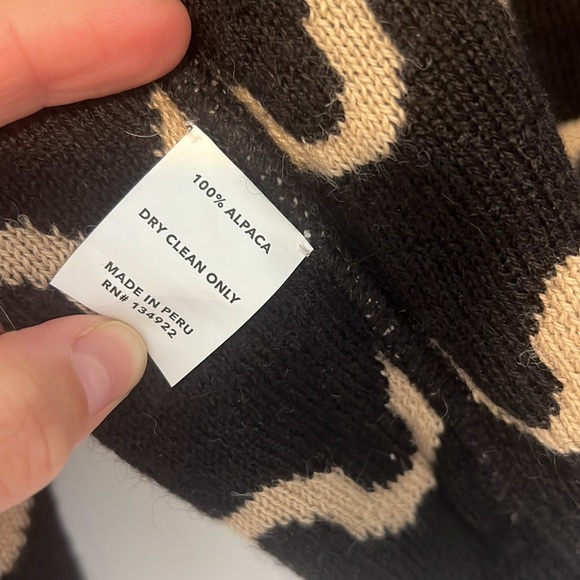 100% ALPACA
DRY CLEAN ONLY
MADE IN PERU
RN# 134922